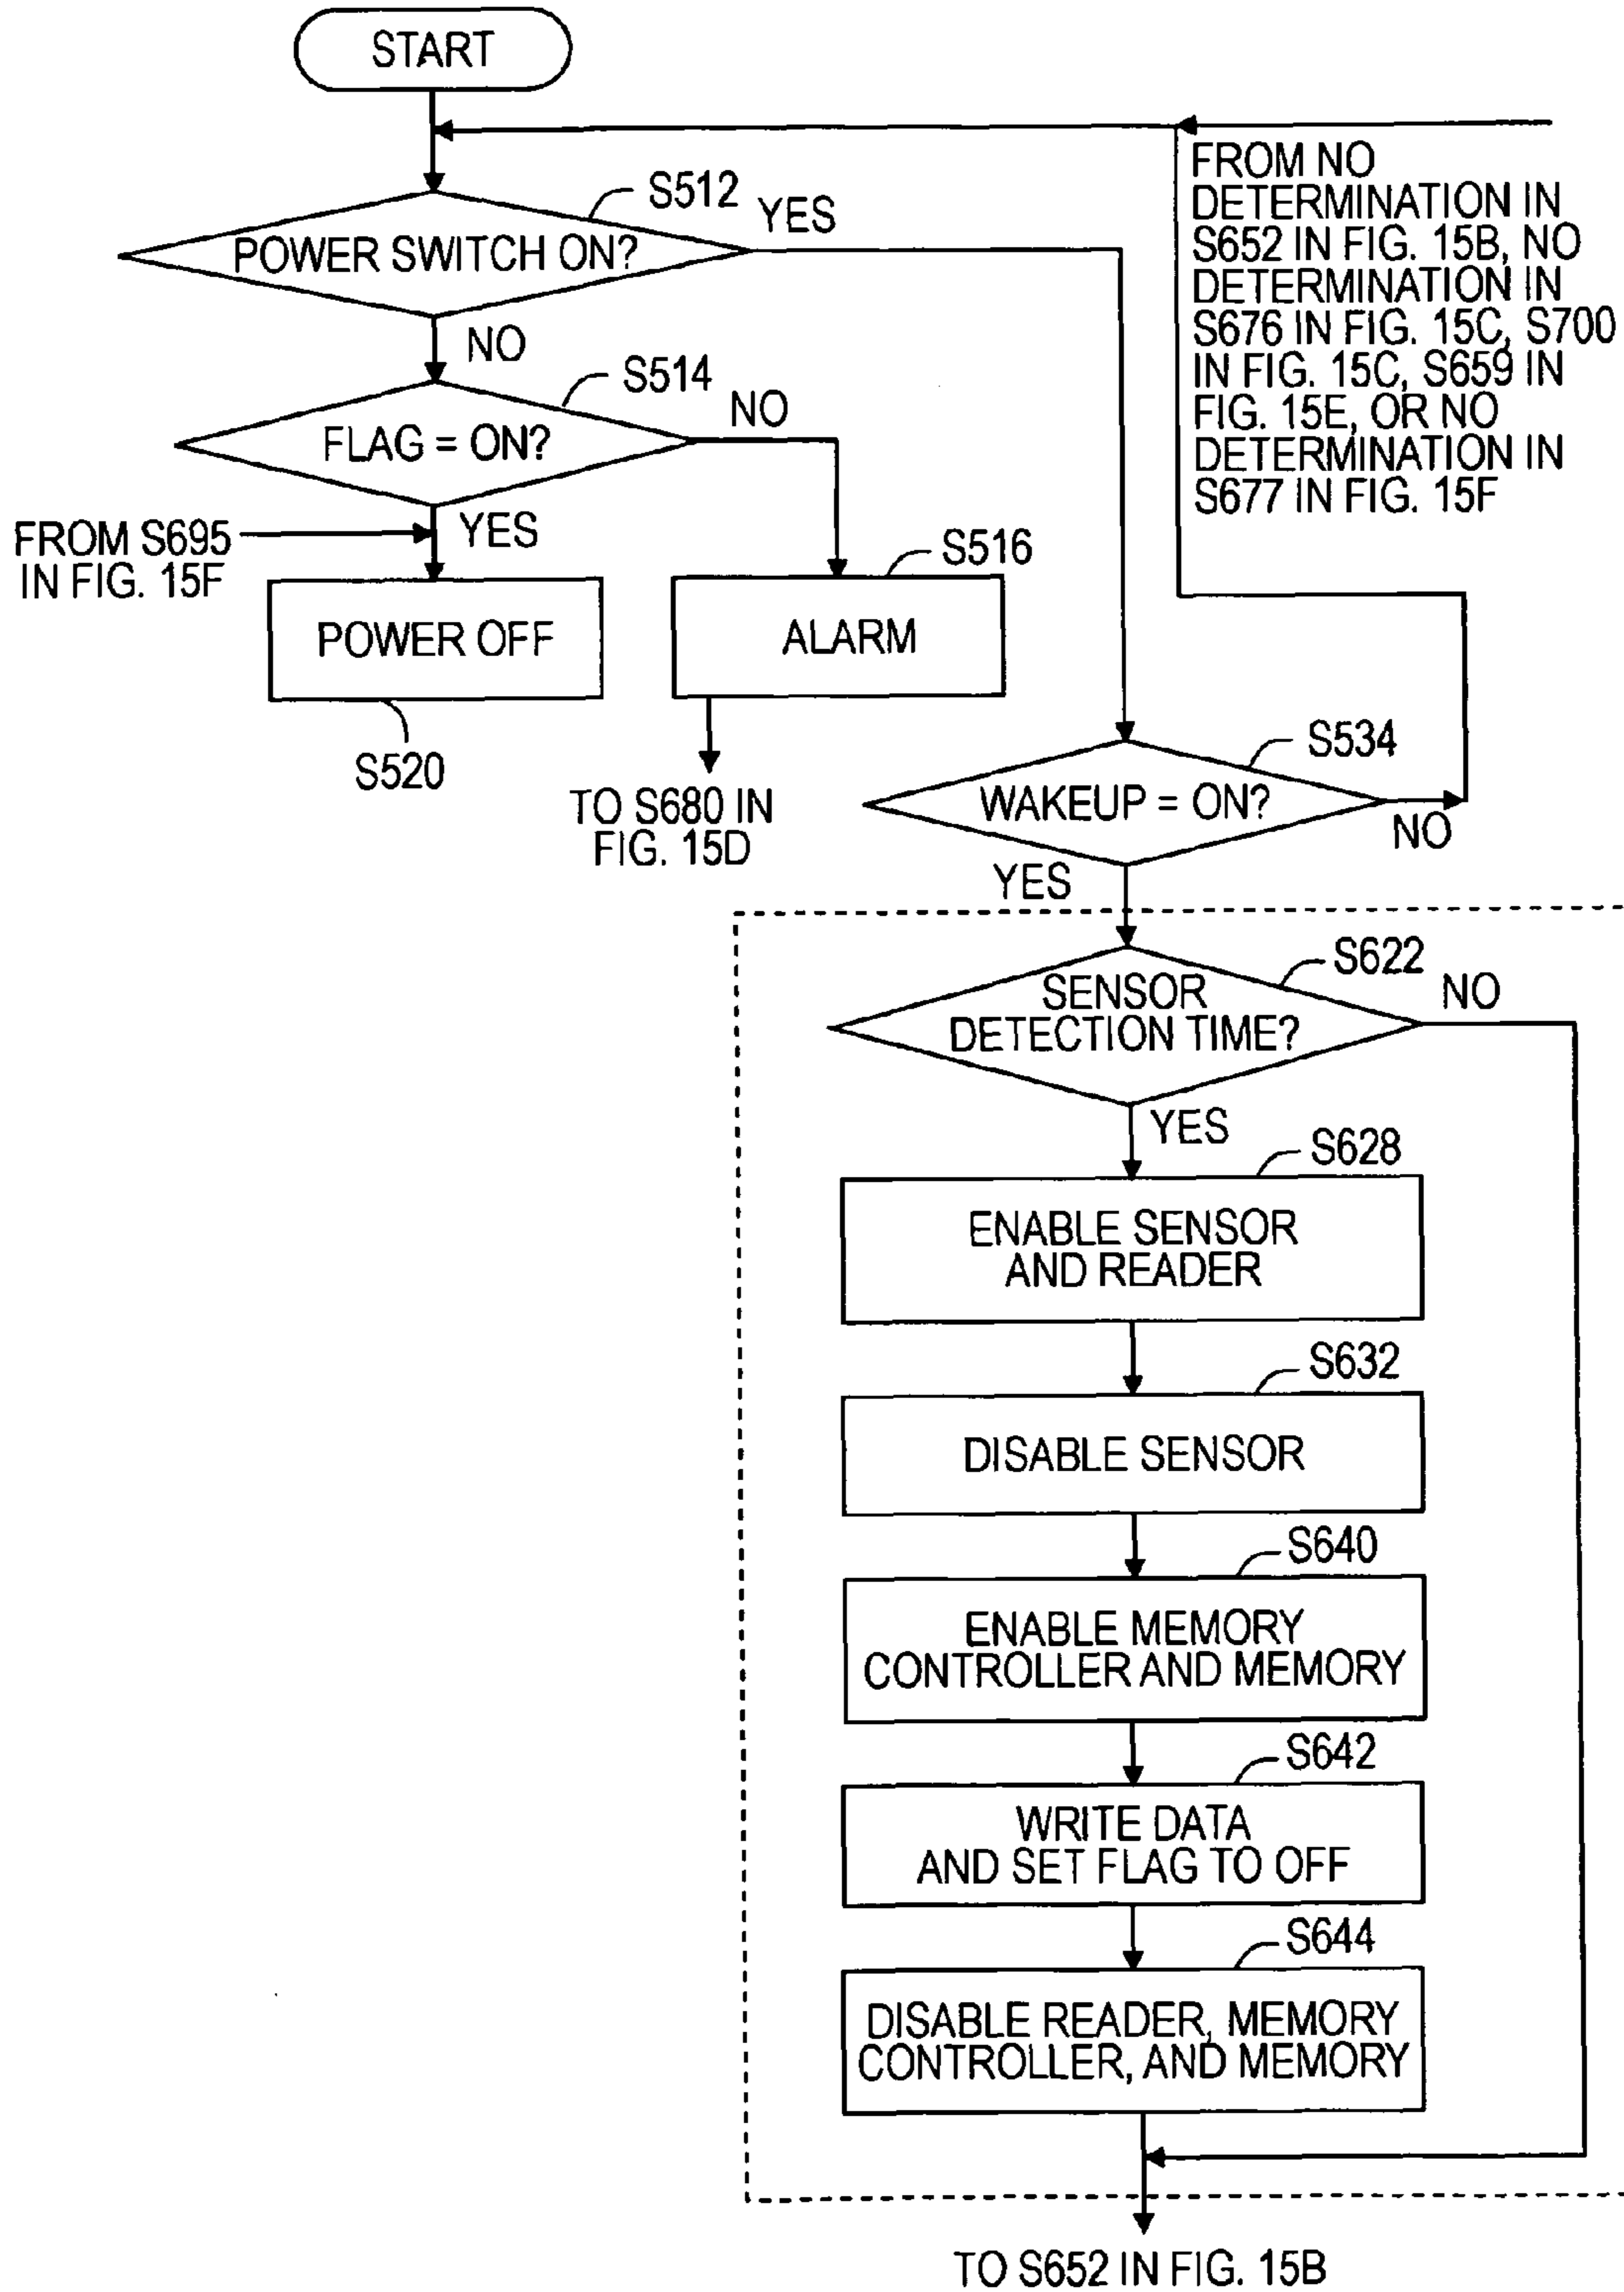 START
FROM NO
DETERMINATION IN
S652 IN FIG. 15B, NO
DETERMINATION IN
S676 IN FIG. 15C, S700
IN FIG. 15C, S659 IN
FIG. 15E, OR NO
DETERMINATION IN
S677 IN FIG. 15F
S512
YES
POWER SWITCH ON?
NO
S514
NO
FLAG = ON?
YES
FROM S695
IN FIG. 15F
S516
POWER OFF
ALARM
S520
TO S680 IN
FIG. 15D
S534
WAKEUP = ON?
NO
YES
S622
NO
SENSOR
DETECTION TIME?
YES
S628
ENABLE SENSOR
AND READER
S632
DISABLE SENSOR
S640
ENABLE MEMORY
CONTROLLER AND MEMORY
S642
WRITE DATA
AND SET FLAG TO OFF
S644
DISABLE READER, MEMORY
CONTROLLER, AND MEMORY
TO S652 IN FIG. 15B